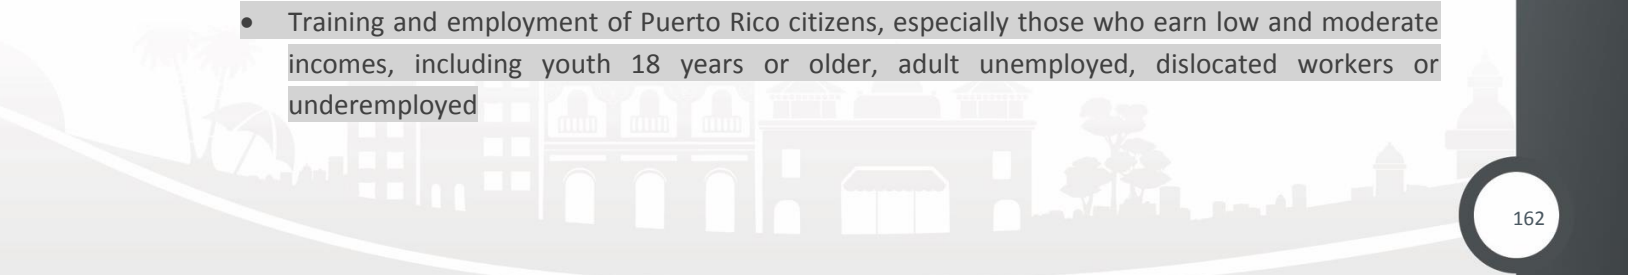 • Training and employment of Puerto Rico citizens, especially those who earn low and moderate
incomes, including youth 18 years or older, adult unemployed, dislocated workers or
underemployed
162